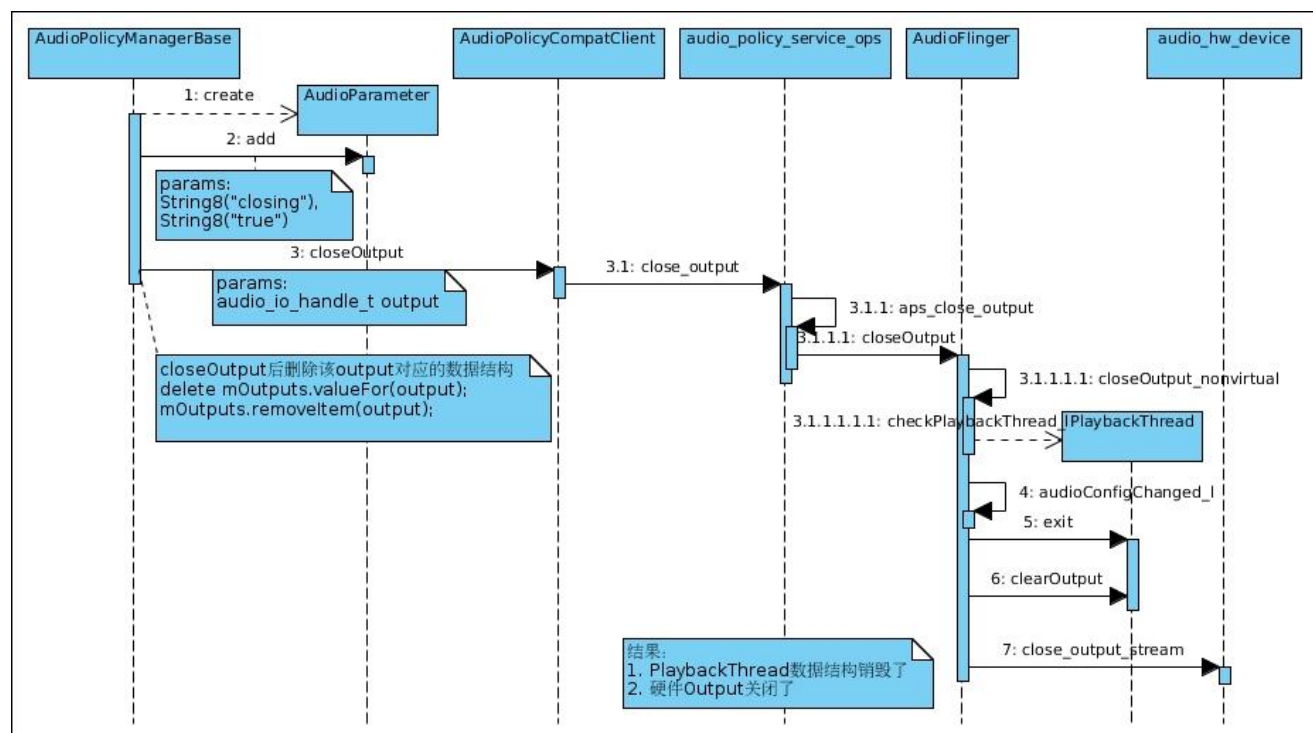 AudioPolicyManagerBase
AudioPolicyCompatClient
audio_policy_service_ops
AudioFlinger
audio_hw_device
1: create
AudioParameter
2: add
params:
String8("closing"),
String8("true")
3: closeOutput
params:
audio_io_handle_t output
3.1: close_output
3.1.1: aps_close_output
3.1.1.1: closeOutput
closeOutput后删除该output对应的数据结构
delete mOutputs.valueFor(output);
mOutputs.removeItem(output);
3.1.1.1.1: closeOutput_nonvirtual
3.1.1.1.1.1: checkPlaybackThread_l
PlaybackThread
4: audioConfigChanged_l
5: exit
6: clearOutput
7: close_output_stream
结果:
1. PlaybackThread数据结构销毁了
2. 硬件Output关闭了